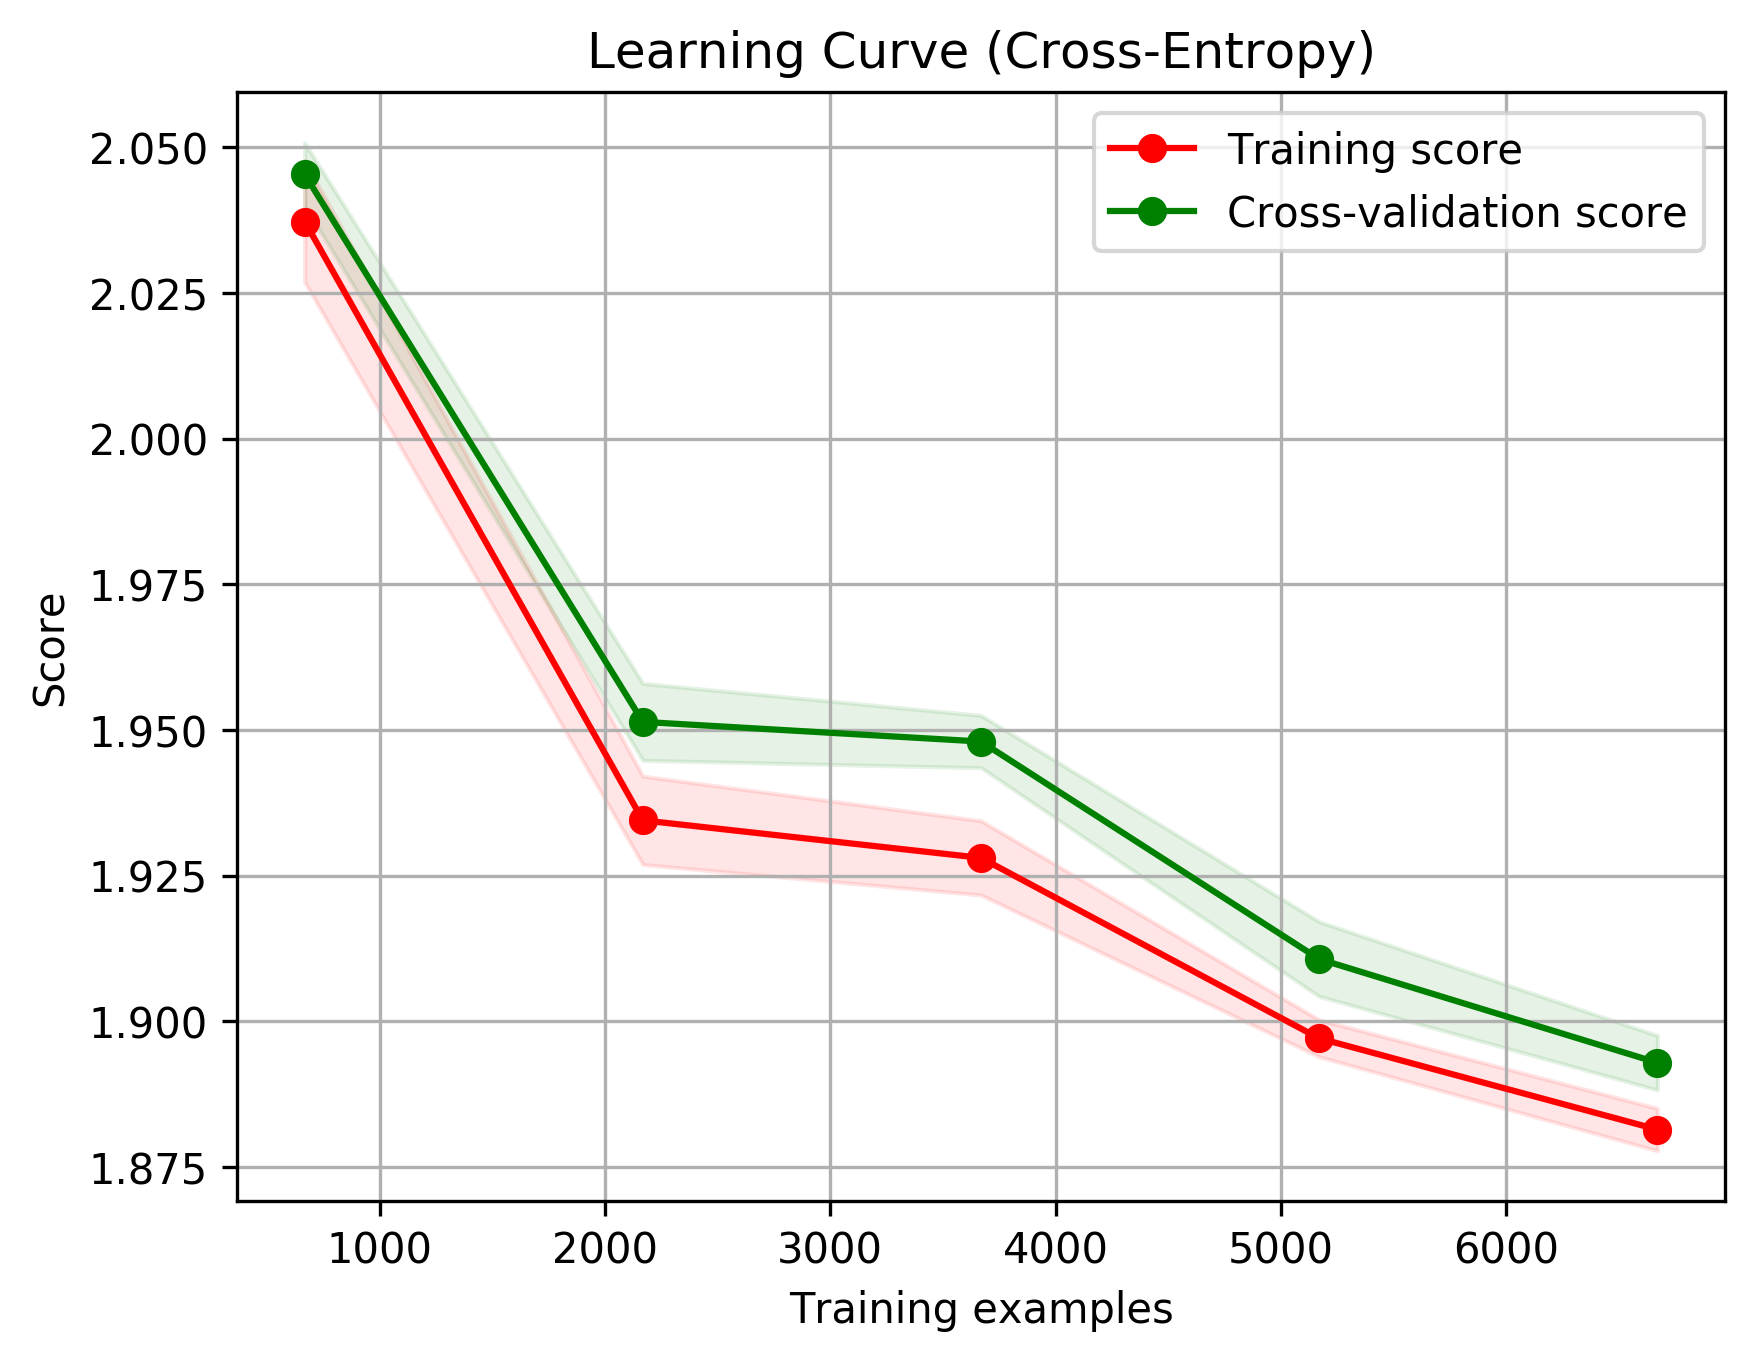 Learning Curve (Cross-Entropy)
Training score
Cross-validation score
2.050
2.025
2.000
1.975
1.950
1.925
1.900
1.875
Score
1000 2000 3000 4000 5000 6000
Training examples